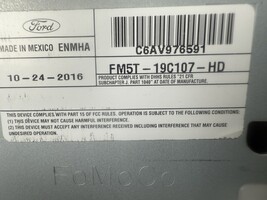 Ford
MADE IN MEXICO ENMHA
C6AV976591
10-24-2016
FM5T-19C107-HD
THIS PRODUCT COMPLIES WITH DHHS RULES "21 CFR
SUBCHAPTER J. PART 1040" AT DATE OF MANUFACTURE.
THIS DEVICE COMPLIES WITH PART 15 OF FCC RULES. OPERATION IS SUBJECT TO THE
FOLLOWING TWO CONDITIONS: (1) THIS DEVICE MAY NOT CAUSE HARMFUL
INTERFERENCE, AND (2) THIS DEVICE MUST ACCEPT ANY INTERFERENCE RECEIVED,
INCLUDING INTERFERENCE THAT MAY CAUSE UNDESIRED OPERATION.